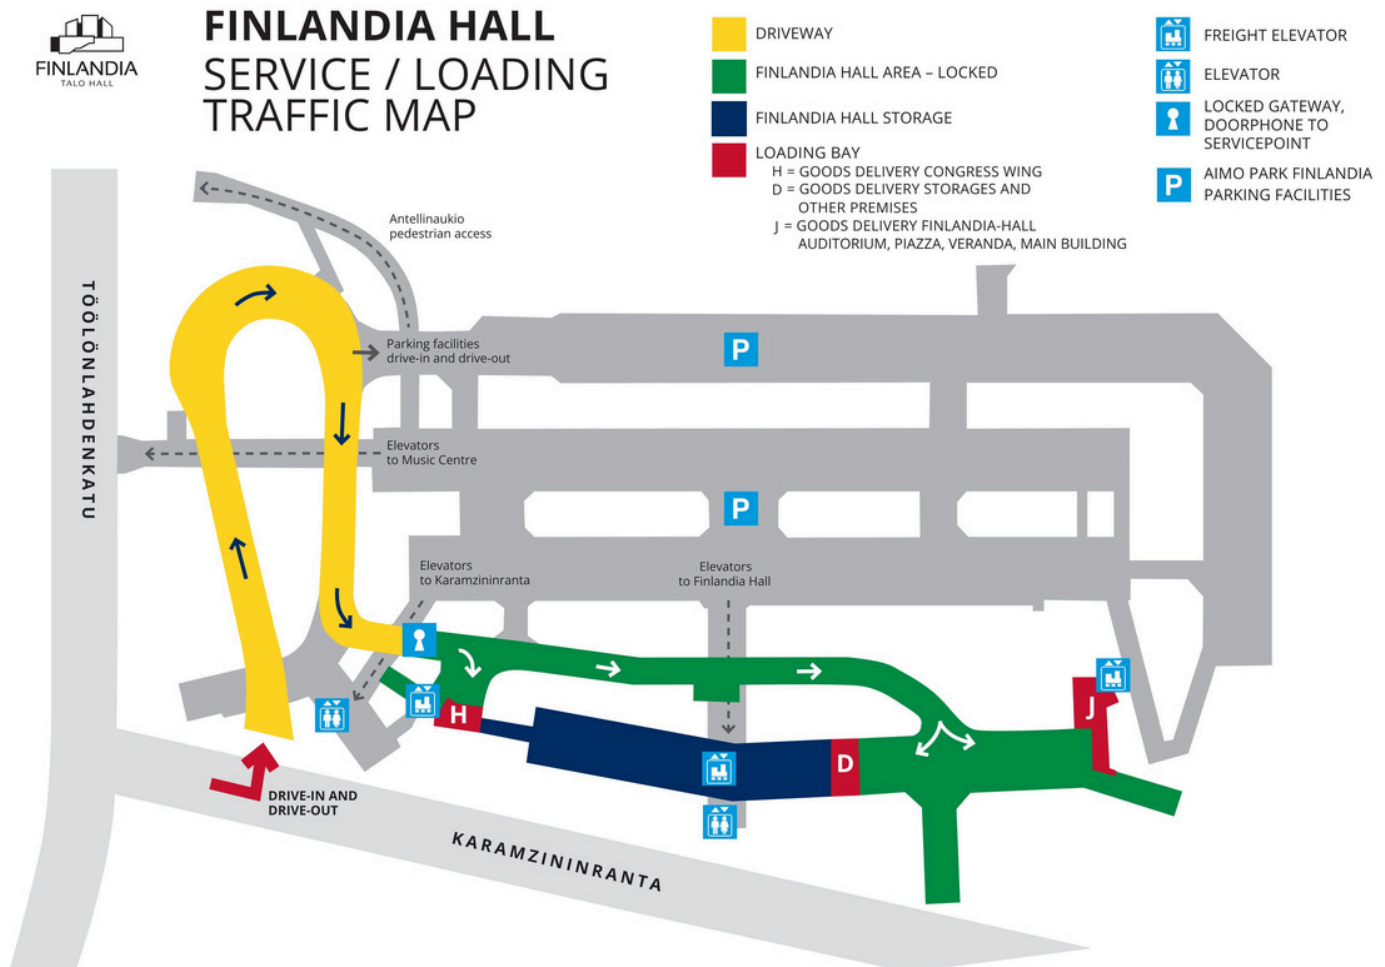 FINLANDIA
TALO HALL
FINLANDIA HALL
SERVICE / LOADING
TRAFFIC MAP
DRIVEWAY
FINLANDIA HALL AREA – LOCKED
FINLANDIA HALL STORAGE
LOADING BAY
H = GOODS DELIVERY CONGRESS WING
D = GOODS DELIVERY STORAGES AND
OTHER PREMISES
J = GOODS DELIVERY FINLANDIA-HALL
AUDITORIUM, PIAZZA, VERANDA, MAIN BUILDING
FREIGHT ELEVATOR
ELEVATOR
LOCKED GATEWAY,
DOORPHONE TO
SERVICEPOINT
P
AIMO PARK FINLANDIA
PARKING FACILITIES
Antellinaukio
pedestrian access
TÖÖLÖNLAHDENKATU
Parking facilities
drive-in and drive-out
P
Elevators
to Music Centre
P
Elevators
to Karamzininranta
Elevators
to Finlandia Hall
H
J
D
DRIVE-IN AND
DRIVE-OUT
KARAMZININRANTA